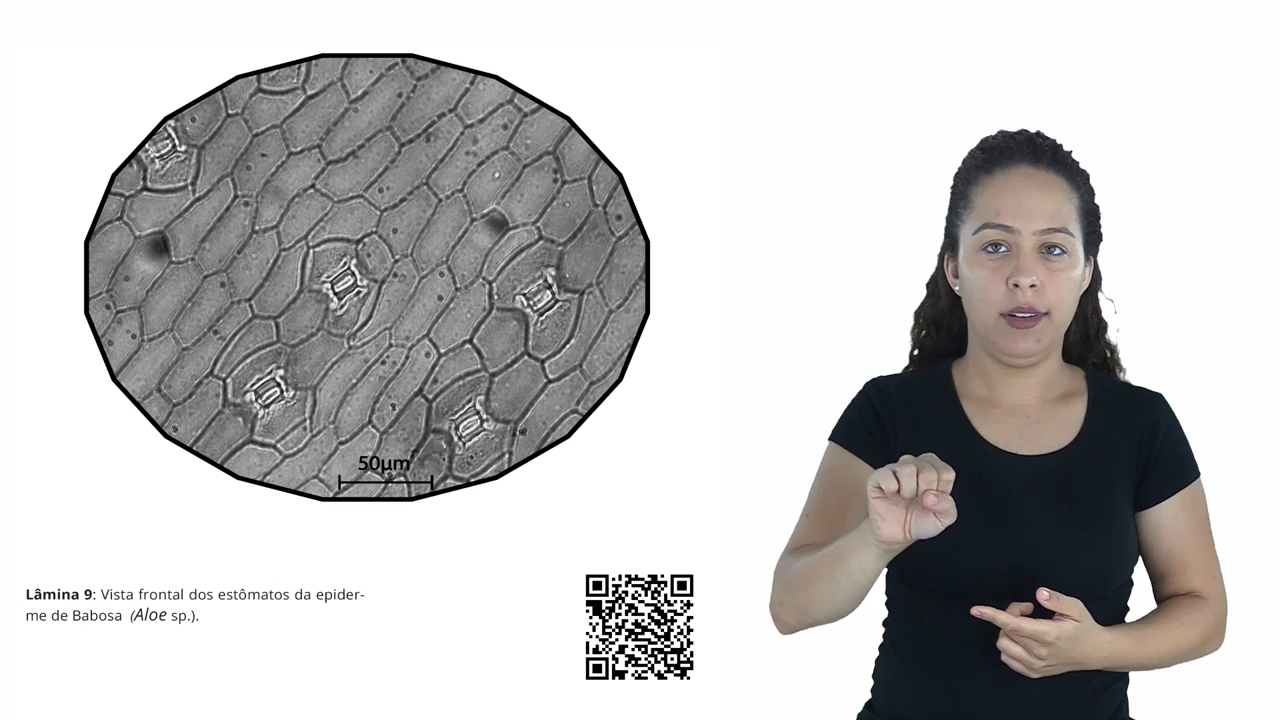 50µm
Lâmina 9: Vista frontal dos estômatos da epider-
me de Babosa (Aloe sp.).